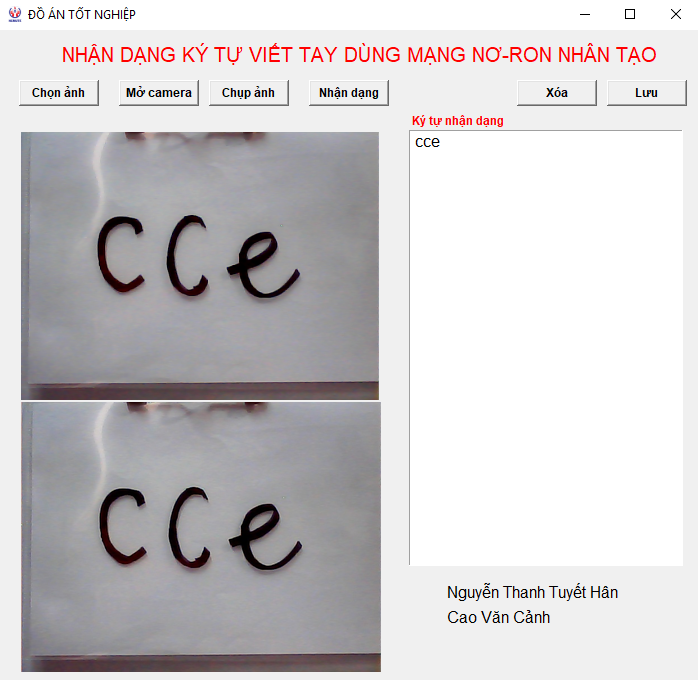 ĐỒ ÁN TỐT NGHIỆP
NHẬN DẠNG KÝ TỰ VIẾT TAY DÙNG MẠNG NƠ-RON NHÂN TẠO
Chọn ảnh Mở camera Chụp ảnh Nhận dạng Xóa Lưu
Ký tự nhận dạng
cce
cce
cce
Nguyễn Thanh Tuyết Hân
Cao Văn Cảnh